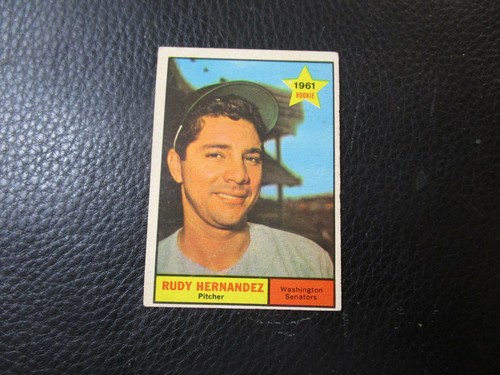 1961
ROOKIE
RUDY HERNANDEZ
Pitcher
Washington
Senators